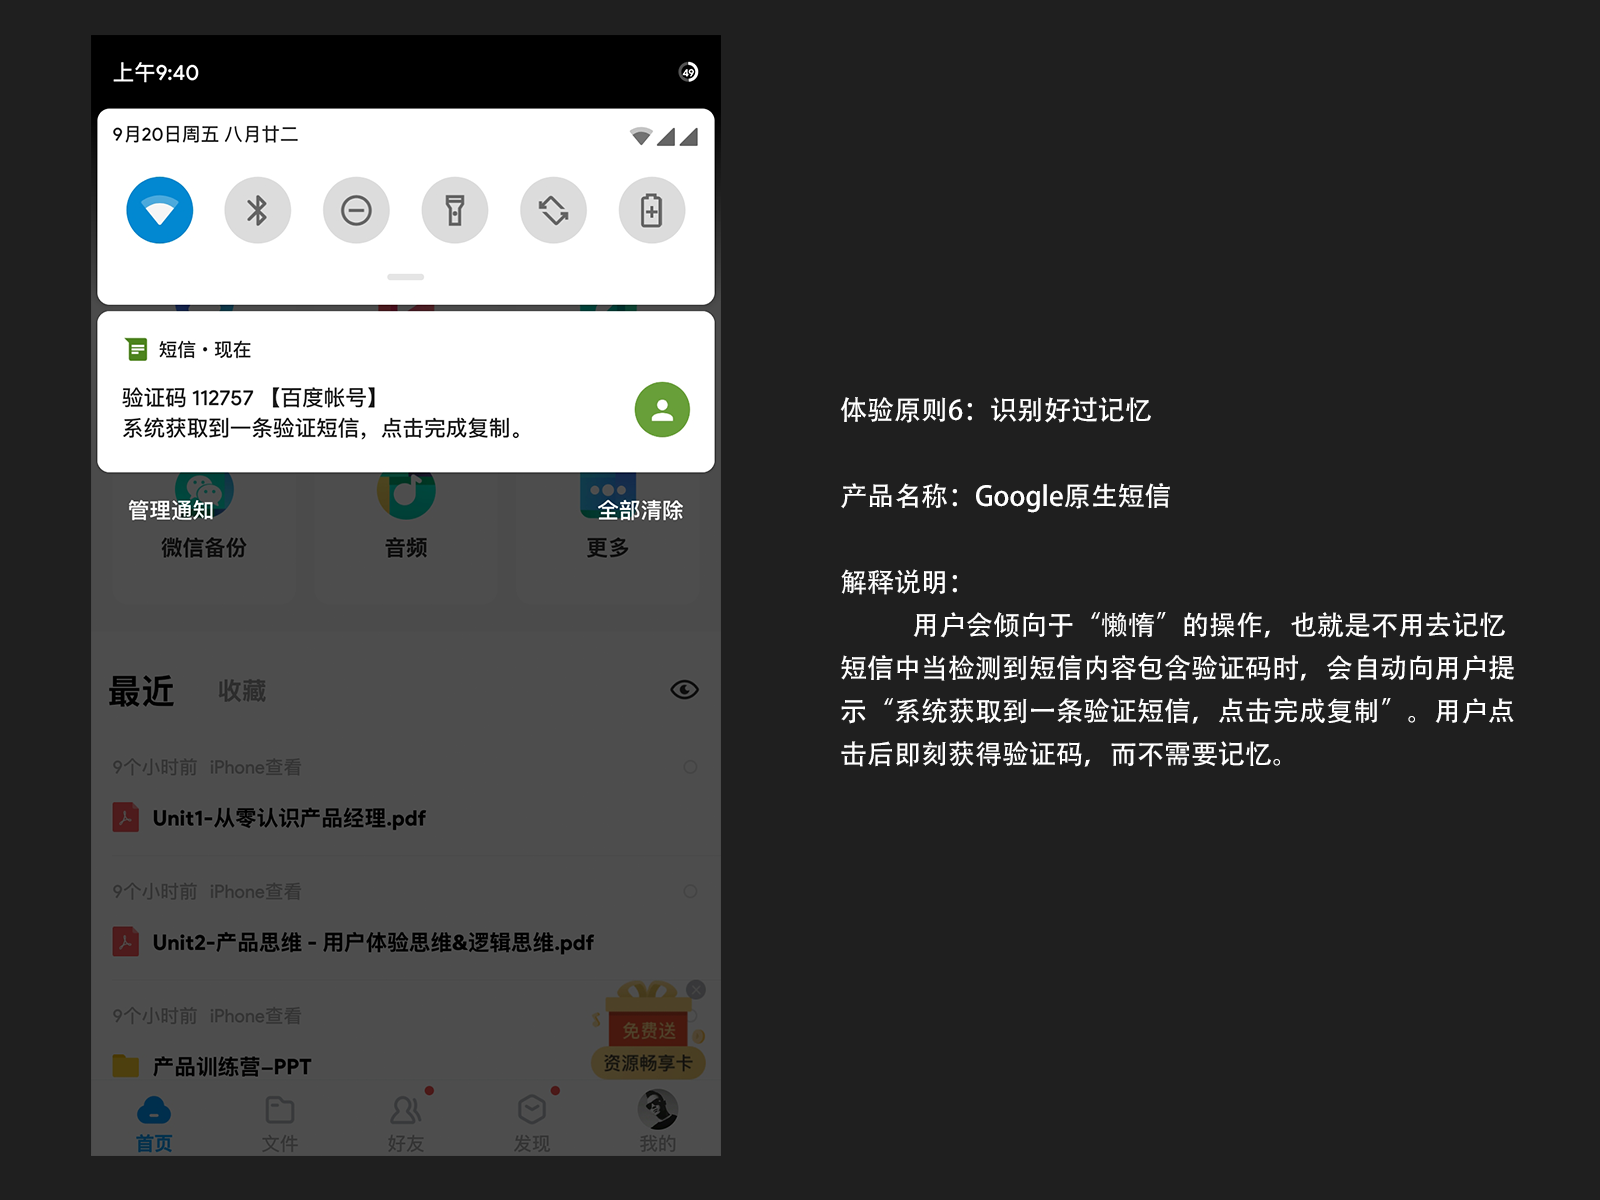 上午9:40
49
9月20日周五 八月廿二
短信・现在
验证码 112757 【百度帐号】
系统获取到一条验证短信，点击完成复制。
管理通知
全部清除
微信备份
音频
更多
最近
收藏
9个小时前 iPhone查看
Unit1-从零认识产品经理.pdf
9个小时前 iPhone查看
Unit2-产品思维 - 用户体验思维&逻辑思维.pdf
9个小时前 iPhone查看
产品训练营–PPT
免费送
资源畅享卡
首页
文件
好友
发现
我的
体验原则6：识别好过记忆
产品名称：Google原生短信
解释说明：
用户会倾向于“懒惰”的操作，也就是不用去记忆
短信中当检测到短信内容包含验证码时，会自动向用户提
示“系统获取到一条验证短信，点击完成复制”。用户点
击后即刻获得验证码，而不需要记忆。